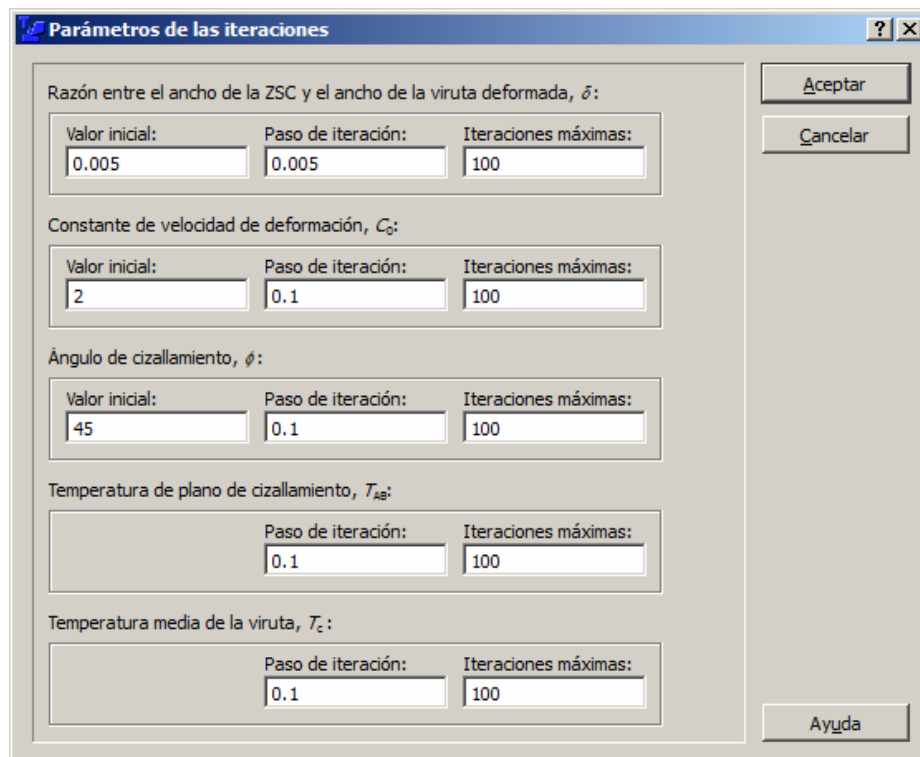 Parámetros de las iteraciones
Razón entre el ancho de la ZSC y el ancho de la viruta deformada, δ:
Valor inicial: Paso de iteración: Iteraciones máximas:
0.005 0.005 100
Constante de velocidad de deformación, C₀:
Valor inicial: Paso de iteración: Iteraciones máximas:
2 0.1 100
Ángulo de cizallamiento, ϕ:
Valor inicial: Paso de iteración: Iteraciones máximas:
45 0.1 100
Temperatura de plano de cizallamiento, T_AB:
Paso de iteración: Iteraciones máximas:
0.1 100
Temperatura media de la viruta, T_c:
Paso de iteración: Iteraciones máximas:
0.1 100
Aceptar
Cancelar
Ayuda